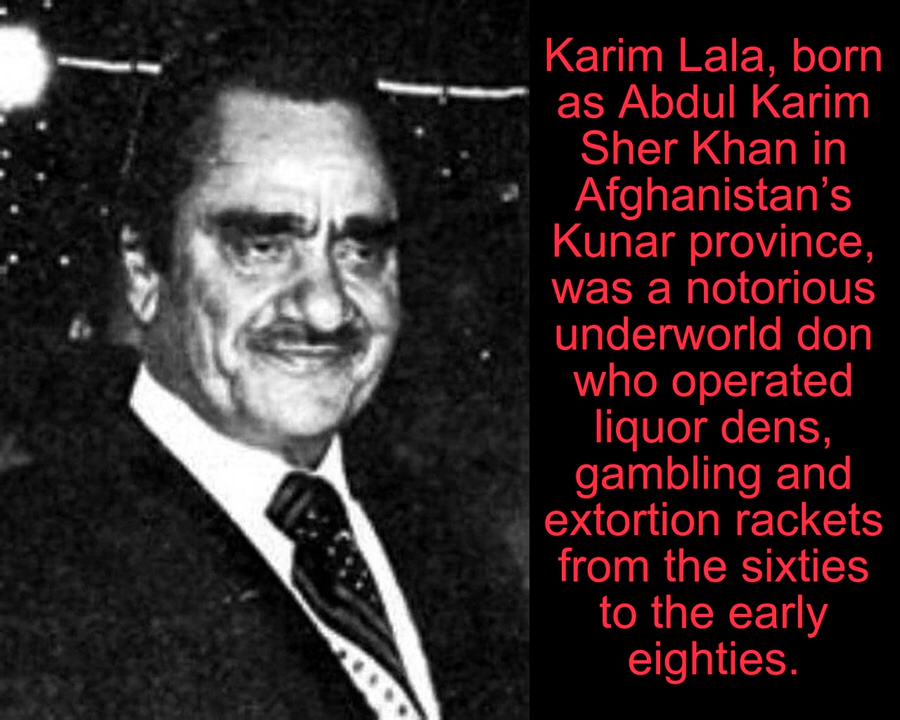 Karim Lala, born
as Abdul Karim
Sher Khan in
Afghanistan’s
Kunar province,
was a notorious
underworld don
who operated
liquor dens,
gambling and
extortion rackets
from the sixties
to the early
eighties.